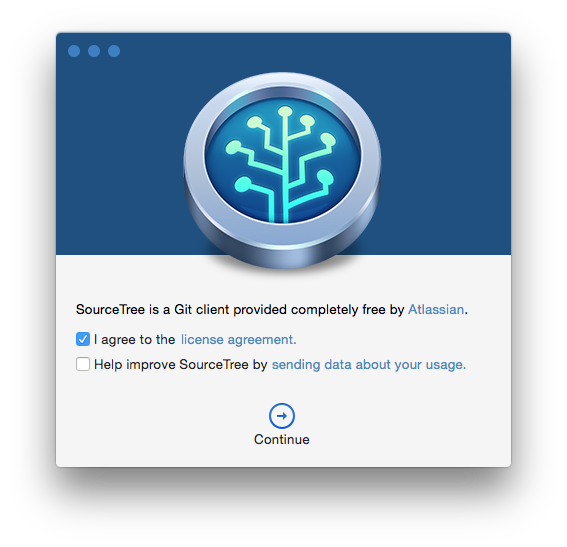 SourceTree is a Git client provided completely free by Atlassian.
I agree to the license agreement.
Help improve SourceTree by sending data about your usage.
Continue